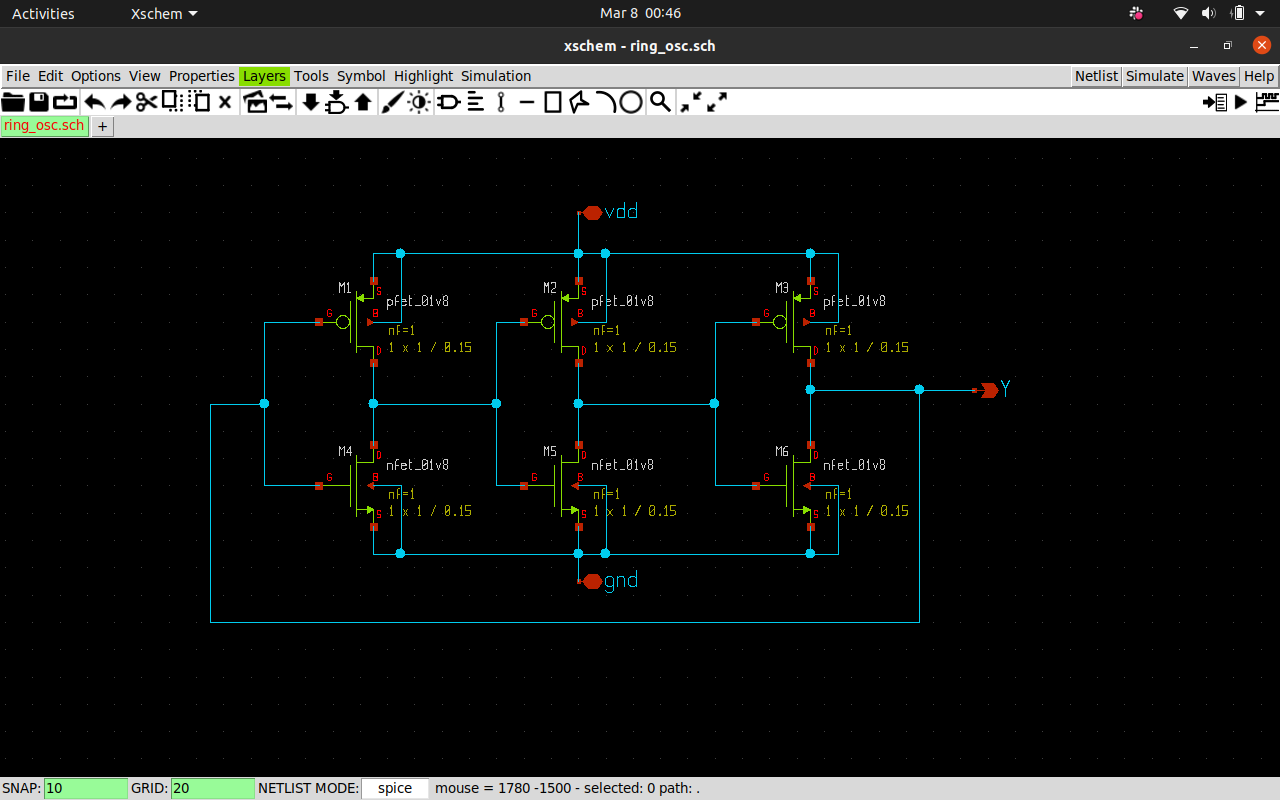 Activities Xschem Mar 8 00:46
xschem - ring_osc.sch
File Edit Options View Properties Layers Tools Symbol Highlight Simulation Netlist Simulate Waves Help
ring_osc.sch +
vdd
M1 M2 M3
S S S
pfet_01v8 pfet_01v8 pfet_01v8
G B G B G B
nf=1 nf=1 nf=1
1 x 1 / 0.15 1 x 1 / 0.15 1 x 1 / 0.15
D D D
Y
M4 M5 M6
D D D
nfet_01v8 nfet_01v8 nfet_01v8
G B G B G B
nf=1 nf=1 nf=1
1 x 1 / 0.15 1 x 1 / 0.15 1 x 1 / 0.15
S S S
gnd
SNAP: 10 GRID: 20 NETLIST MODE: spice mouse = 1780 -1500 - selected: 0 path: .